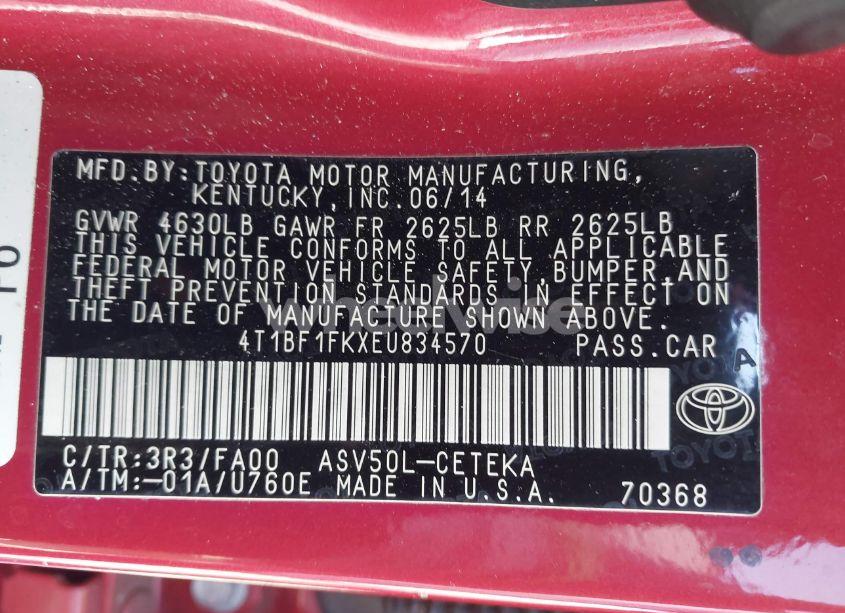 MFD.BY:TOYOTA MOTOR MANUFACTURING,
KENTUCKY, INC.06/14
GVWR 4630LB GAWR FR 2625LB RR 2625LB
THIS VEHICLE CONFORMS TO ALL APPLICABLE
FEDERAL MOTOR VEHICLE SAFETY,BUMPER,AND
THEFT PREVENTION STANDARDS IN EFFECT ON
THE DATE OF MANUFACTURE SHOWN ABOVE.
wheelwise
4T1BF1FKXEU834570 PASS.CAR
A
C/TR:3R3/FA00 ASV50L-CETEKA
TOYOTA
A/TM:-01A/U760E MADE IN U.S.A. 70368